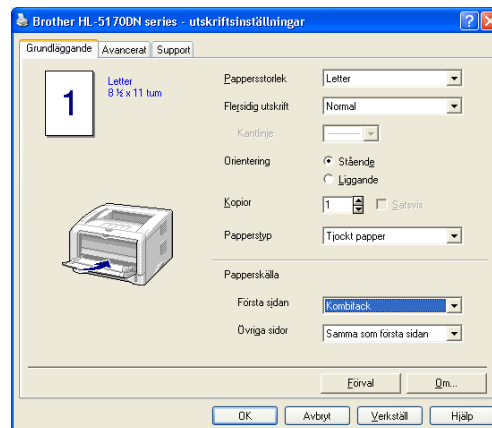 Brother HL-5170DN series - utskriftsinställningar
Grundläggande Avancerat Support
1
Letter
8 ½ x 11 tum
Pappersstorlek Letter
Flersidig utskrift Normal
Kantlinje
Orientering Stående
Liggande
Kopior 1 Satsvis
Papperstyp Tjockt papper
Papperskälla
Första sidan Kombifack
Övriga sidor Samma som första sidan
Förval Om...
OK Avbryt Verkställ Hjälp